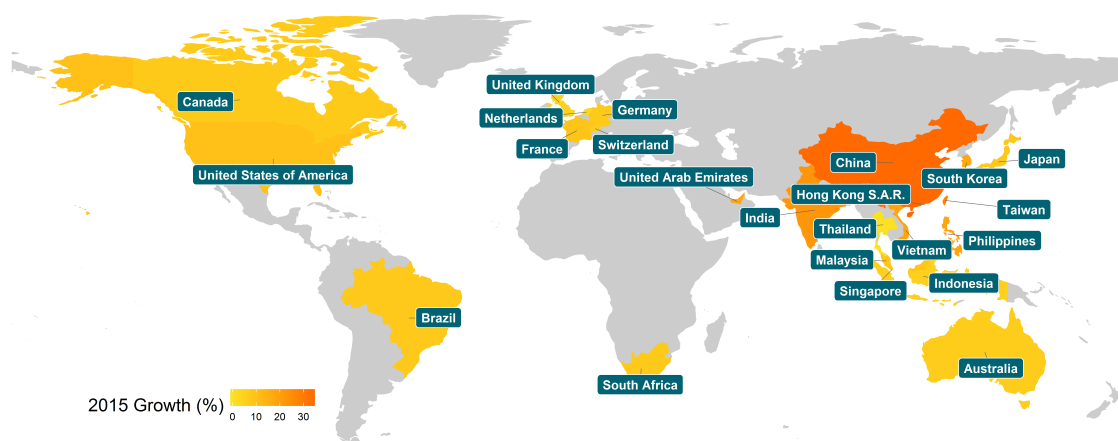 United Kingdom
Canada
Germany
Netherlands
Switzerland
France
Japan
China
United States of America
United Arab Emirates
South Korea
Hong Kong S.A.R.
Taiwan
India
Thailand
Philippines
Vietnam
Malaysia
Indonesia
Singapore
Brazil
Australia
South Africa
2015 Growth (%)
0 10 20 30